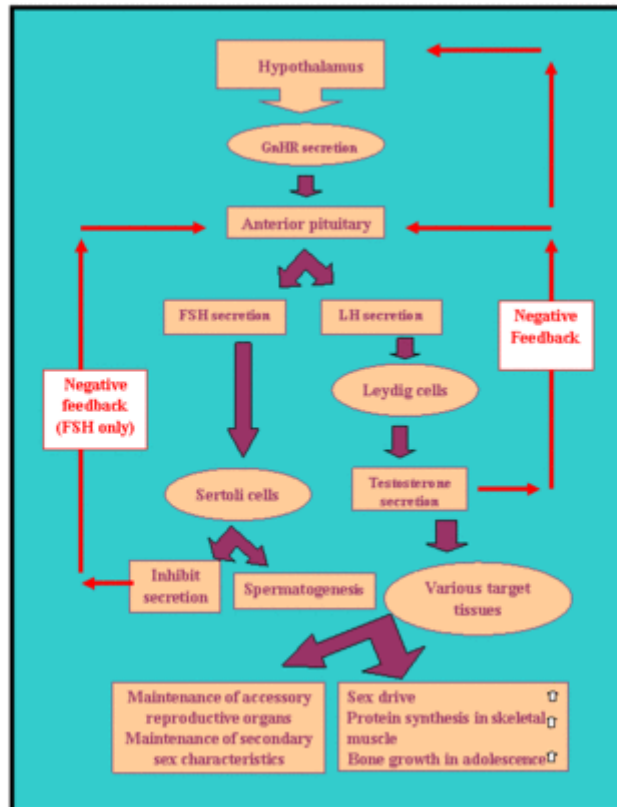 Hypothalamus
GnHR secretion
Anterior pituitary
FSH secretion
LH secretion
Negative
Feedback
Leydig cells
Negative
feedback
(FSH only)
Sertoli cells
Testosterone
secretion
Inhibit
secretion
Spermatogenesis
Various target
tissues
Maintenance of accessory
reproductive organs
Maintenance of secondary
sex characteristics
Sex drive
Protein synthesis in skeletal
muscle
Bone growth in adolescence